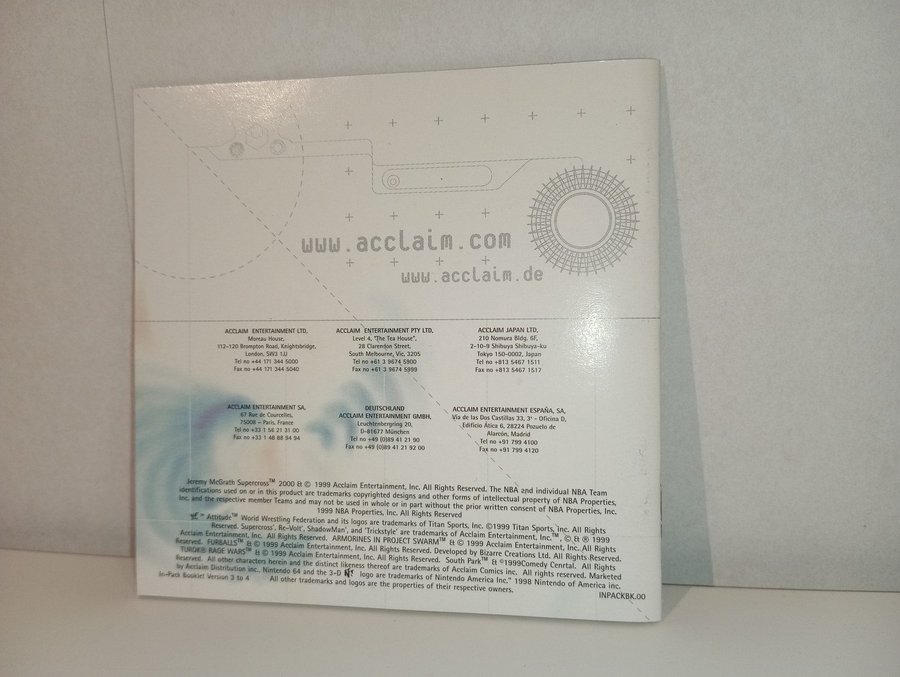 www.acclaim.com
www.acclaim.de
ACCLAIM ENTERTAINMENT LTD,
Moreau House,
112-120 Brompton Road, Knightsbridge,
London, SW3 1JJ
Tel no +44 171 344 5000
Fax no +44 171 344 5040
ACCLAIM ENTERTAINMENT PTY LTD,
Level 4, "The Tea House",
28 Clarendon Street,
South Melbourne, Vic, 3205
Tel no +61 3 9674 5900
Fax no +61 3 9674 5999
ACCLAIM JAPAN LTD,
210 Nomura Bldg. 6F,
2-10-9 Shibuya Shibuya-ku
Tokyo 150-0002, Japan
Tel no +813 5467 1511
Fax no +813 5467 1517
ACCLAIM ENTERTAINMENT SA,
67 Rue de Courcelles,
75008 - Paris, France
Tel no +33 1 56 21 31 00
Fax no +33 1 48 88 94 94
DEUTSCHLAND
ACCLAIM ENTERTAINMENT GMBH,
Leuchtenbergring 20,
D-81677 München
Tel no +49 (0)89 41 21 90
Fax no +49 (0)89 41 21 92 00
ACCLAIM ENTERTAINMENT ESPAÑA, SA,
Vía de las Dos Castillas 33, 3ª - Oficina D,
Edificio Ática 6, 28224 Pozuelo de
Alarcón, Madrid
Tel no +91 799 4100
Fax no +91 799 4120
Jeremy McGrath Supercross™ 2000 & © 1999 Acclaim Entertainment, Inc. All Rights Reserved. The NBA and individual NBA Team
identifications used on or in this product are trademarks copyrighted designs and other forms of intellectual property of NBA Properties,
Inc. and the respective member Teams and may not be used in whole or in part without the prior written consent of NBA Properties, Inc.
1999 NBA Properties, Inc. All Rights Reserved
™ Attitude™ World Wrestling Federation and its logos are trademarks of Titan Sports, Inc. ©1999 Titan Sports, Inc. All Rights
Reserved. Supercross', Re-Volt', ShadowMan', and 'Trickstyle' are trademarks of Acclaim Entertainment, Inc.™, ©, & ® 1999
Acclaim Entertainment, Inc. All Rights Reserved. ARMORINES IN PROJECT SWARM™ & © 1999 Acclaim Entertainment, Inc. All Rights
Reserved. FURBALLS™ & © 1999 Acclaim Entertainment, Inc. All Rights Reserved. Developed by Bizarre Creations Ltd. All Rights Reserved.
TUROK® RAGE WARS™ & © 1999 Acclaim Entertainment, Inc. All Rights Reserved. South Park™ & ©1999Comedy Cenrtal. All Rights
Reserved. All other characters herein and the distinct likeness thereof are trademarks of Acclaim Comics inc. All rights reserved. Marketed
by Acclaim Distribution inc.. Nintendo 64 and the 3-D N logo are trademarks of Nintendo America Inc." 1998 Nintendo of America inc.
In-Pack Booklet Version 3 to 4 All other trademarks and logos are the properties of their respective owners.
INPACKBK.00